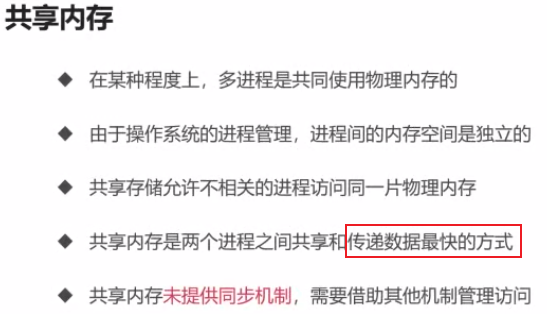 共享内存
◆ 在某种程度上，多进程是共同使用物理内存的
◆ 由于操作系统的进程管理，进程间的内存空间是独立的
◆ 共享存储允许不相关的进程访问同一片物理内存
◆ 共享内存是两个进程之间共享和传递数据最快的方式
◆ 共享内存未提供同步机制，需要借助其他机制管理访问